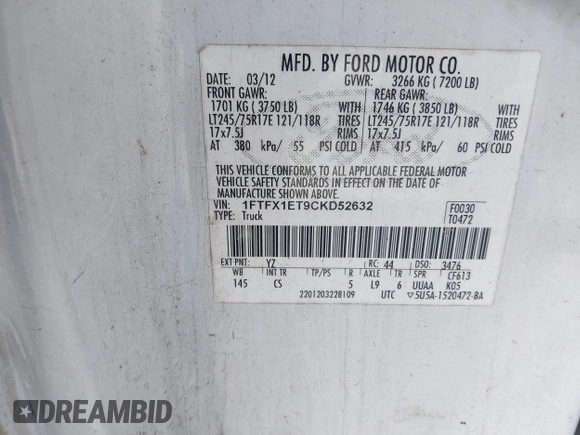 MFD. BY FORD MOTOR CO.
DATE: 03/12 GVWR: 3266 KG ( 7200 LB)
FRONT GAWR: REAR GAWR:
1701 KG ( 3750 LB) WITH 1746 KG ( 3850 LB) WITH
LT245/75R17E 121/118R TIRES LT245/75R17E 121/118R TIRES
17x7.5J RIMS 17x7.5J RIMS
AT 380 kPa/ 55 PSI COLD AT 415 kPa/ 60 PSI COLD
THIS VEHICLE CONFORMS TO ALL APPLICABLE FEDERAL MOTOR
VEHICLE SAFETY STANDARDS IN EFFECT ON THE DATE OF
MANUFACTURE SHOWN ABOVE.
VIN: 1FTFX1ET9CKD52632 F0030
TYPE: Truck T0472
EXT PNT: YZ RC: 44 DSO: 3476
WB INT TR TP/PS R AXLE TR SPR CF613
145 CS 5 L9 6 UUAA K05
2201203228109 UTC ▽5U5A-1520472-BA
DREAMBID